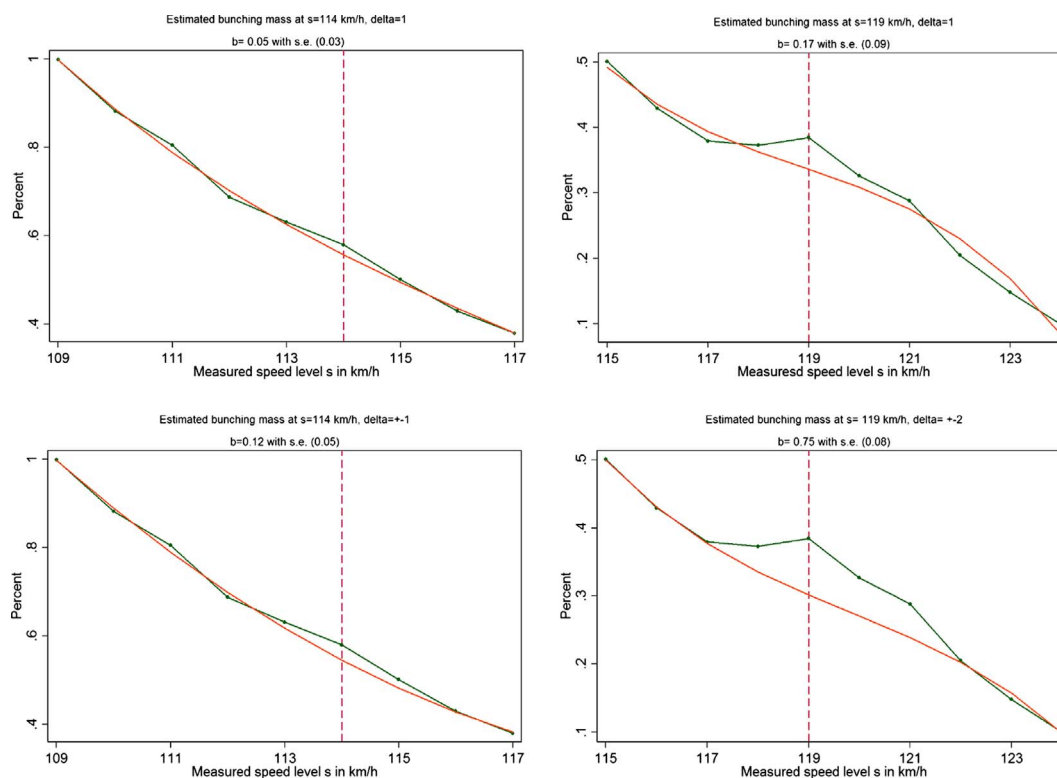 Estimated bunching mass at s=114 km/h, delta=1
b= 0.05 with s.e. (0.03)
1
.8
.6
.4
Percent
109 111 113 115 117
Measured speed level s in km/h
Estimated bunching mass at s=119 km/h, delta=1
b= 0.17 with s.e. (0.09)
.5
.4
.3
.2
.1
Percent
115 117 119 121 123
Measuresd speed level s in km/h
Estimated bunching mass at s=114 km/h, delta=+-1
b=0.12 with s.e. (0.05)
1
.8
.6
.4
Percent
109 111 113 115 117
Measured speed level s in km/h
Estimated bunching mass at s= 119 km/h, delta= +-2
b= 0.75 with s.e. (0.08)
.5
.4
.3
.2
.1
Percent
115 117 119 121 123
Measured speed level s in km/h